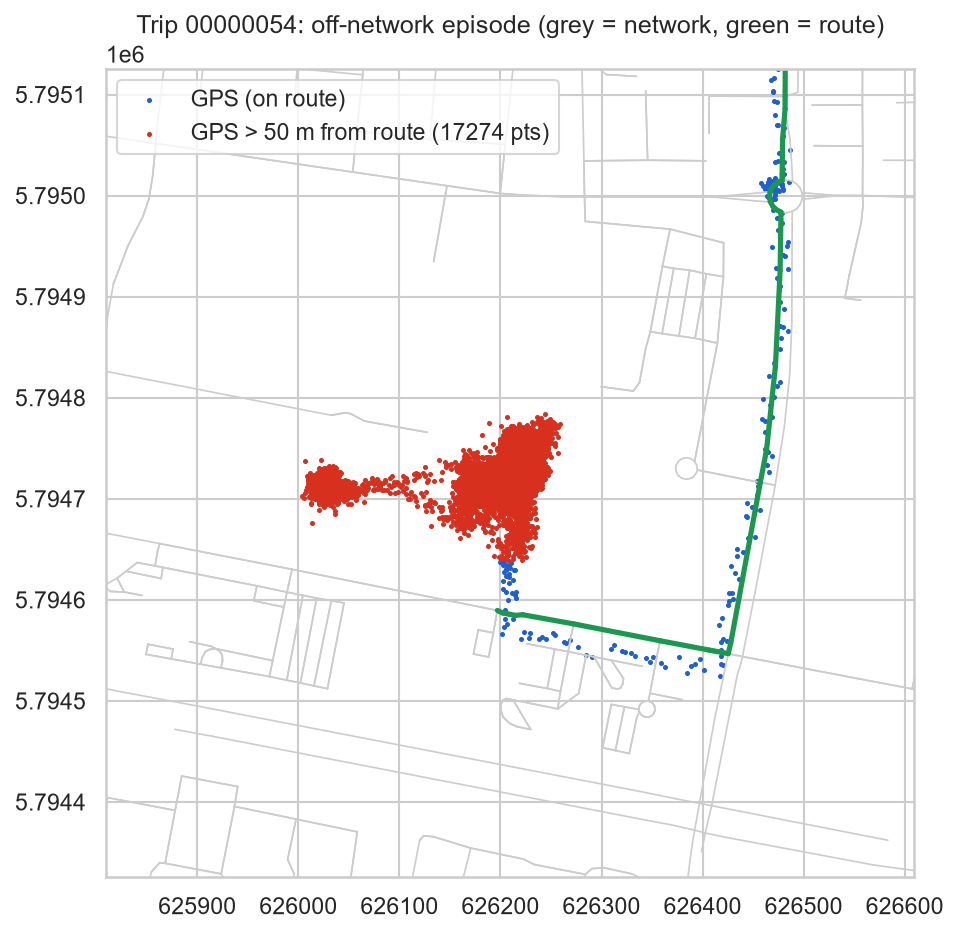 Trip 00000054: off-network episode (grey = network, green = route)
1e6
GPS (on route)
GPS > 50 m from route (17274 pts)
5.7951
5.7950
5.7949
5.7948
5.7947
5.7946
5.7945
5.7944
625900 626000 626100 626200 626300 626400 626500 626600